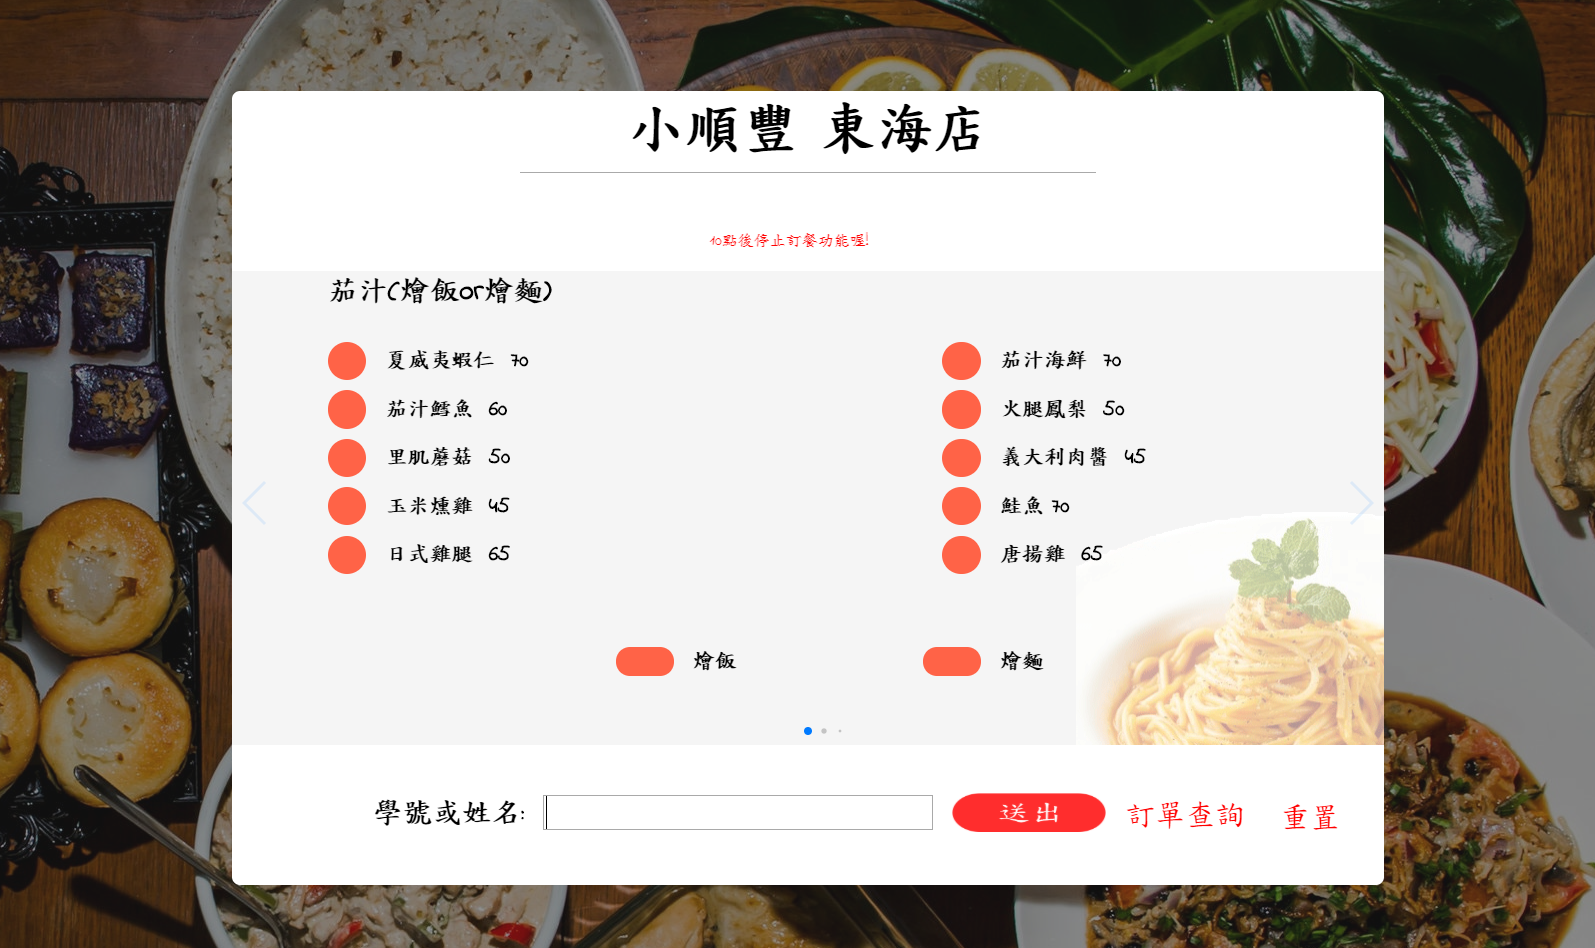 小順豐 東海店
10點後停止訂餐功能喔!
茄汁(燴飯or燴麵)
夏威夷蝦仁 70
茄汁海鮮 70
茄汁鱈魚 60
火腿鳳梨 50
里肌蘑菇 50
義大利肉醬 45
玉米燻雞 45
鮭魚 70
日式雞腿 65
唐揚雞 65
燴飯
燴麵
學號或姓名:
送出
訂單查詢
重置